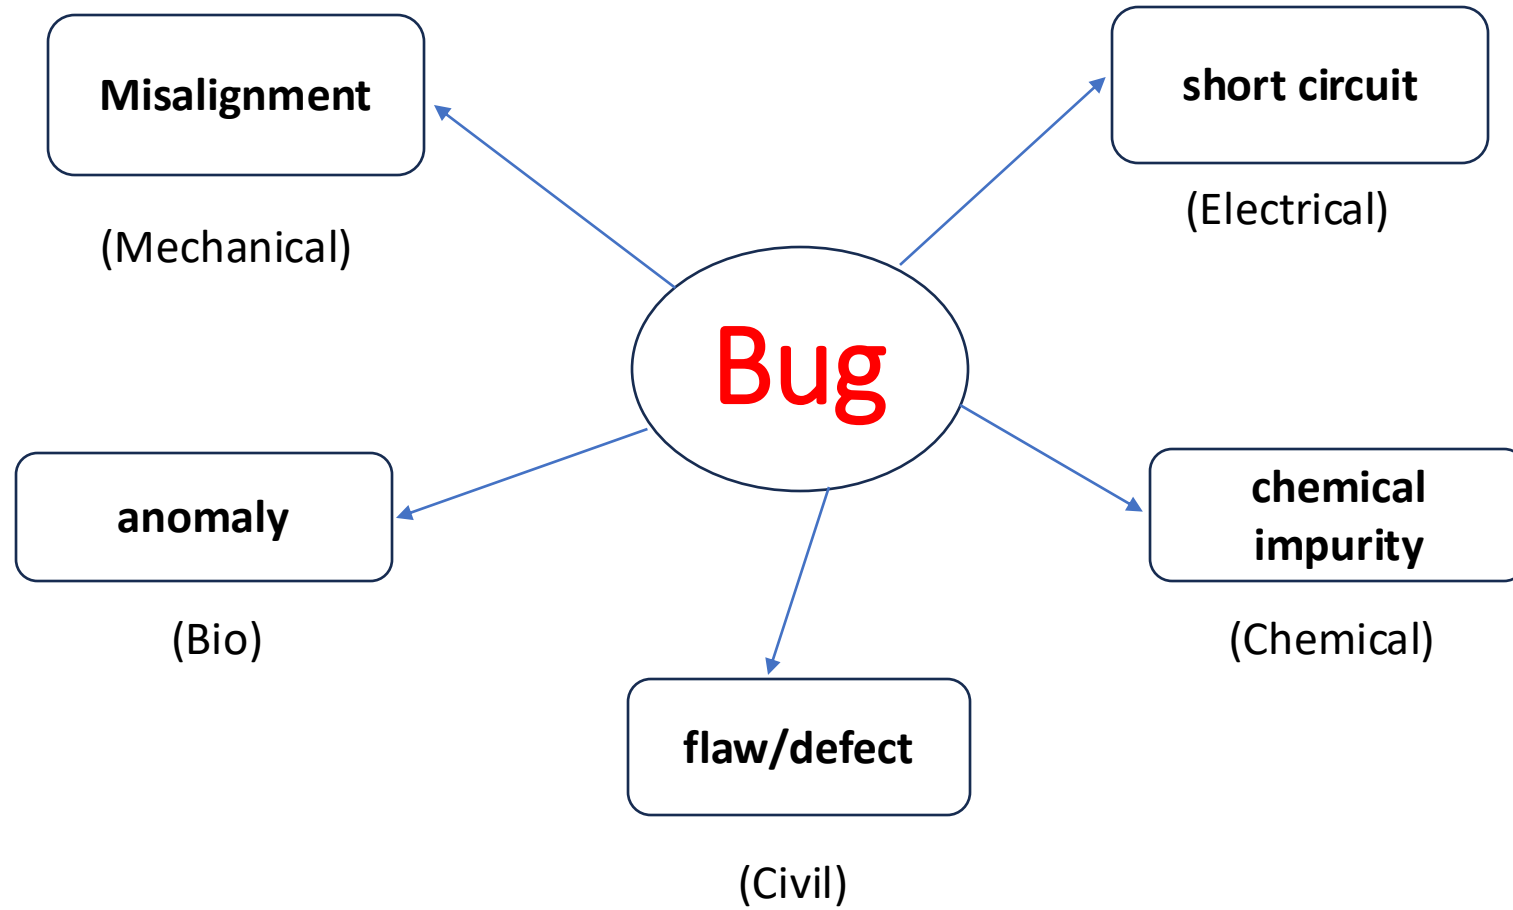 Misalignment
(Mechanical)
short circuit
(Electrical)
Bug
anomaly
(Bio)
chemical
impurity
(Chemical)
flaw/defect
(Civil)